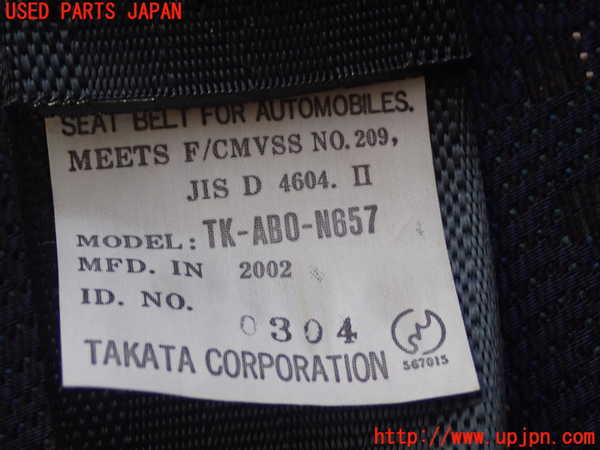 USED PARTS JAPAN
SEAT BELT FOR AUTOMOBILES.
MEETS F/CMVSS NO. 209,
JIS D 4604. II
MODEL: TK-AB0-N657
MFD. IN 2002
ID. NO.
0304
TAKATA CORPORATION
567015
http://www.upjpn.com/